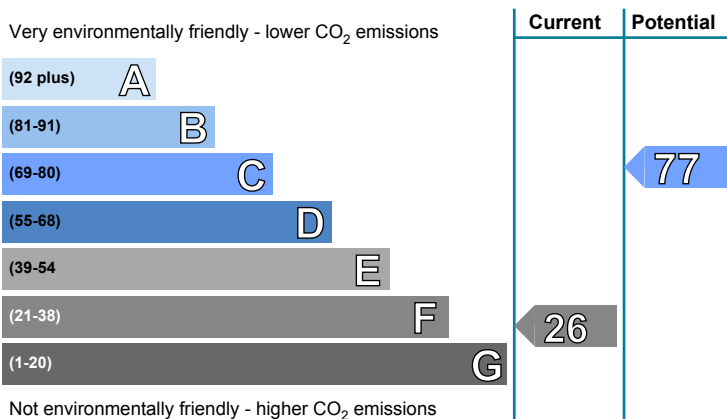 Current Potential
Very environmentally friendly - lower CO2 emissions
(92 plus) A
(81-91) B
(69-80) C 77
(55-68) D
(39-54 E
(21-38) F 26
(1-20) G
Not environmentally friendly - higher CO2 emissions